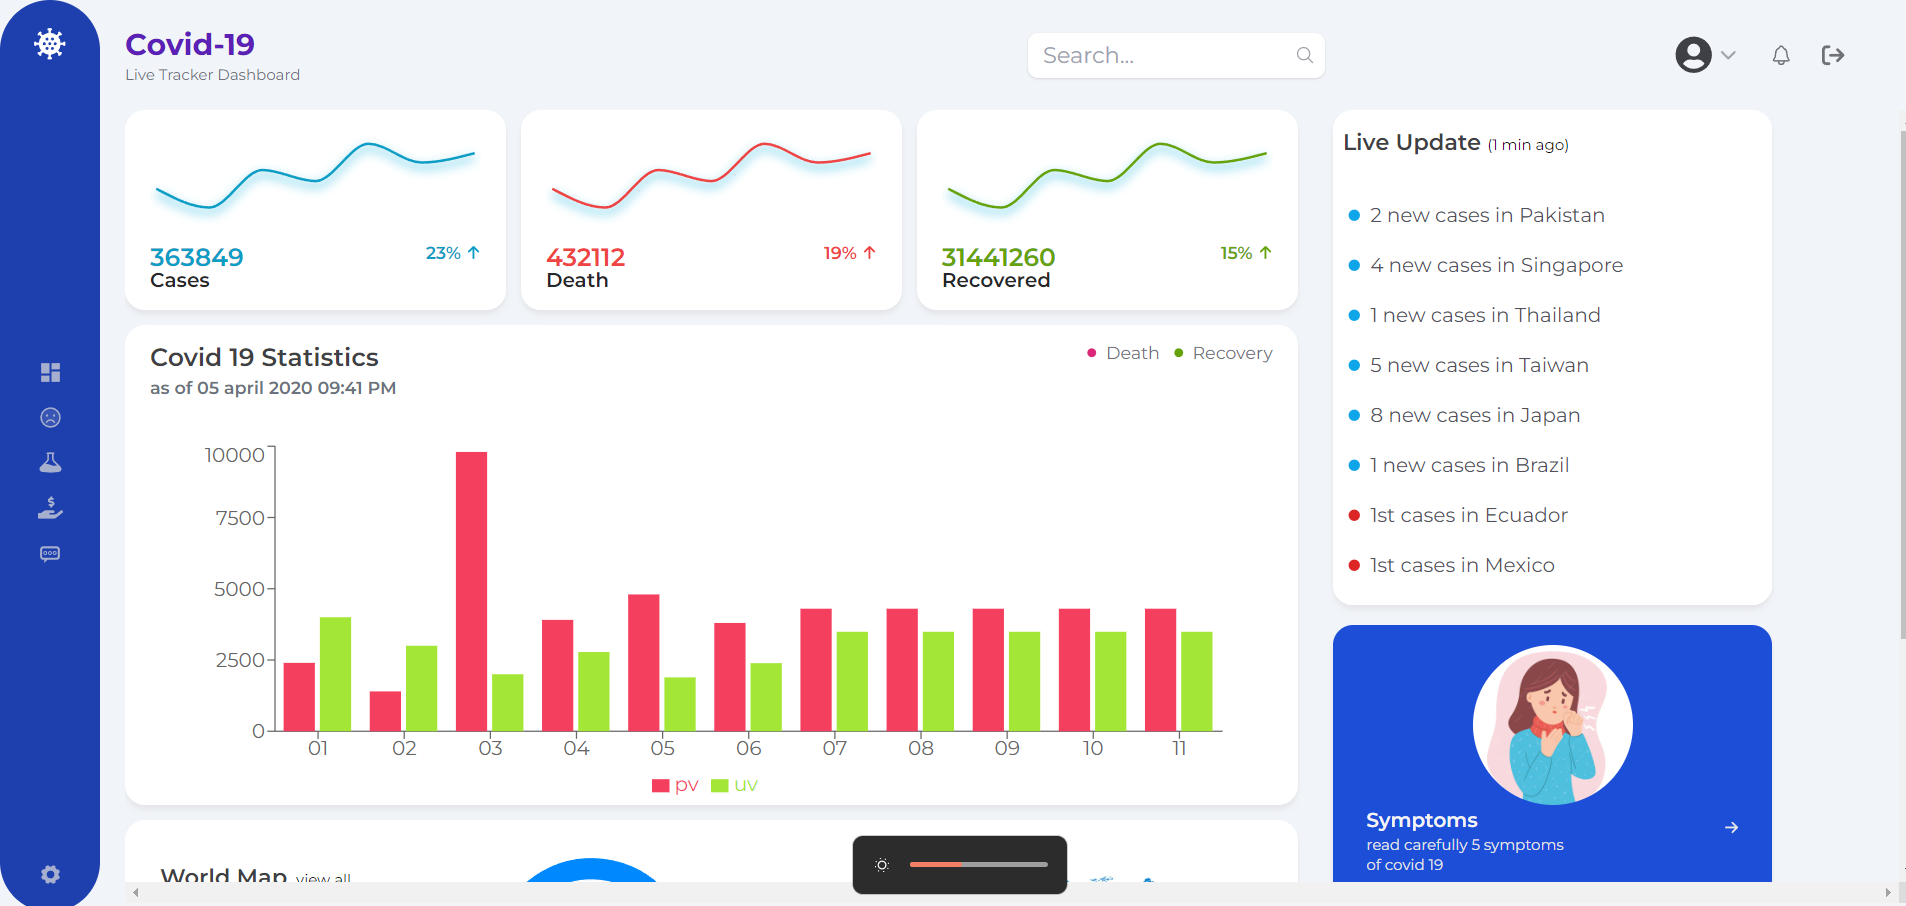 Covid-19
Live Tracker Dashboard
Search...
363849
Cases
23%
432112
Death
19%
31441260
Recovered
15%
Covid 19 Statistics
as of 05 april 2020 09:41 PM
Death
Recovery
10000
7500
5000
2500
0
01 02 03 04 05 06 07 08 09 10 11
pv uv
World Map view all
Live Update (1 min ago)
2 new cases in Pakistan
4 new cases in Singapore
1 new cases in Thailand
5 new cases in Taiwan
8 new cases in Japan
1 new cases in Brazil
1st cases in Ecuador
1st cases in Mexico
Symptoms
read carefully 5 symptoms
of covid 19